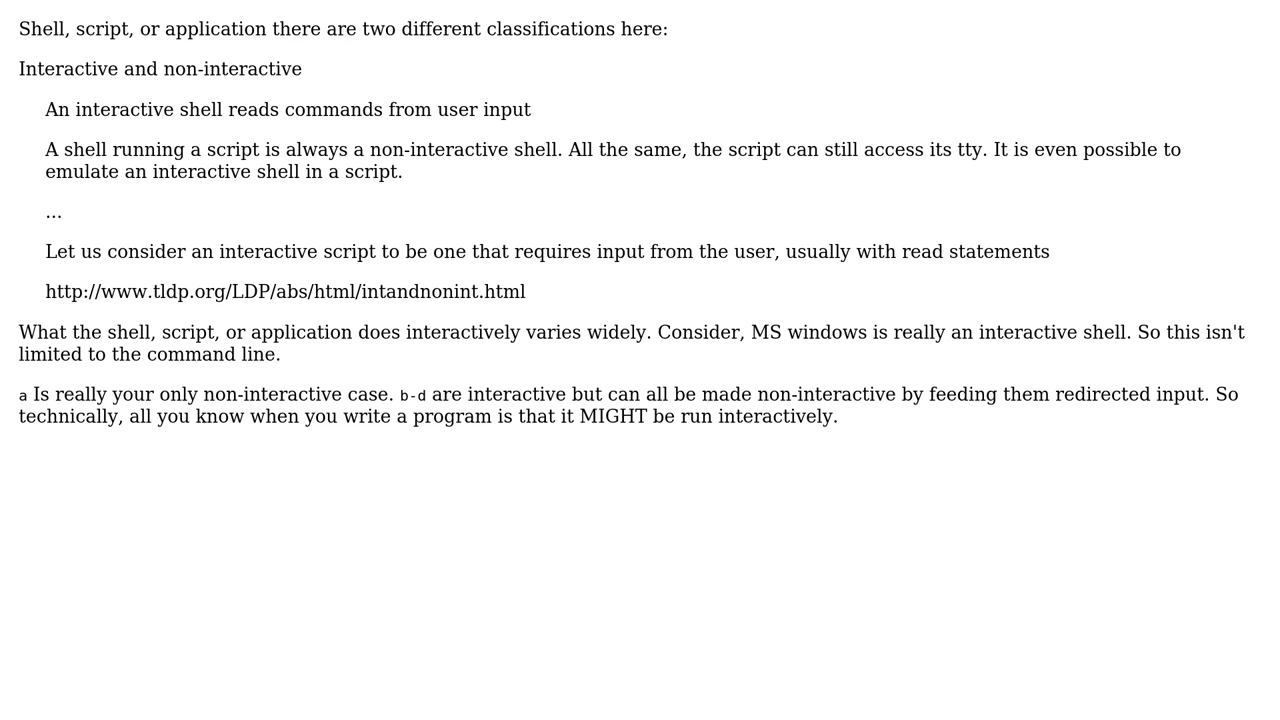 Shell, script, or application there are two different classifications here:
Interactive and non-interactive
An interactive shell reads commands from user input
A shell running a script is always a non-interactive shell. All the same, the script can still access its tty. It is even possible to
emulate an interactive shell in a script.
...
Let us consider an interactive script to be one that requires input from the user, usually with read statements
http://www.tldp.org/LDP/abs/html/intandnonint.html
What the shell, script, or application does interactively varies widely. Consider, MS windows is really an interactive shell. So this isn't
limited to the command line.
a Is really your only non-interactive case. b-d are interactive but can all be made non-interactive by feeding them redirected input. So
technically, all you know when you write a program is that it MIGHT be run interactively.